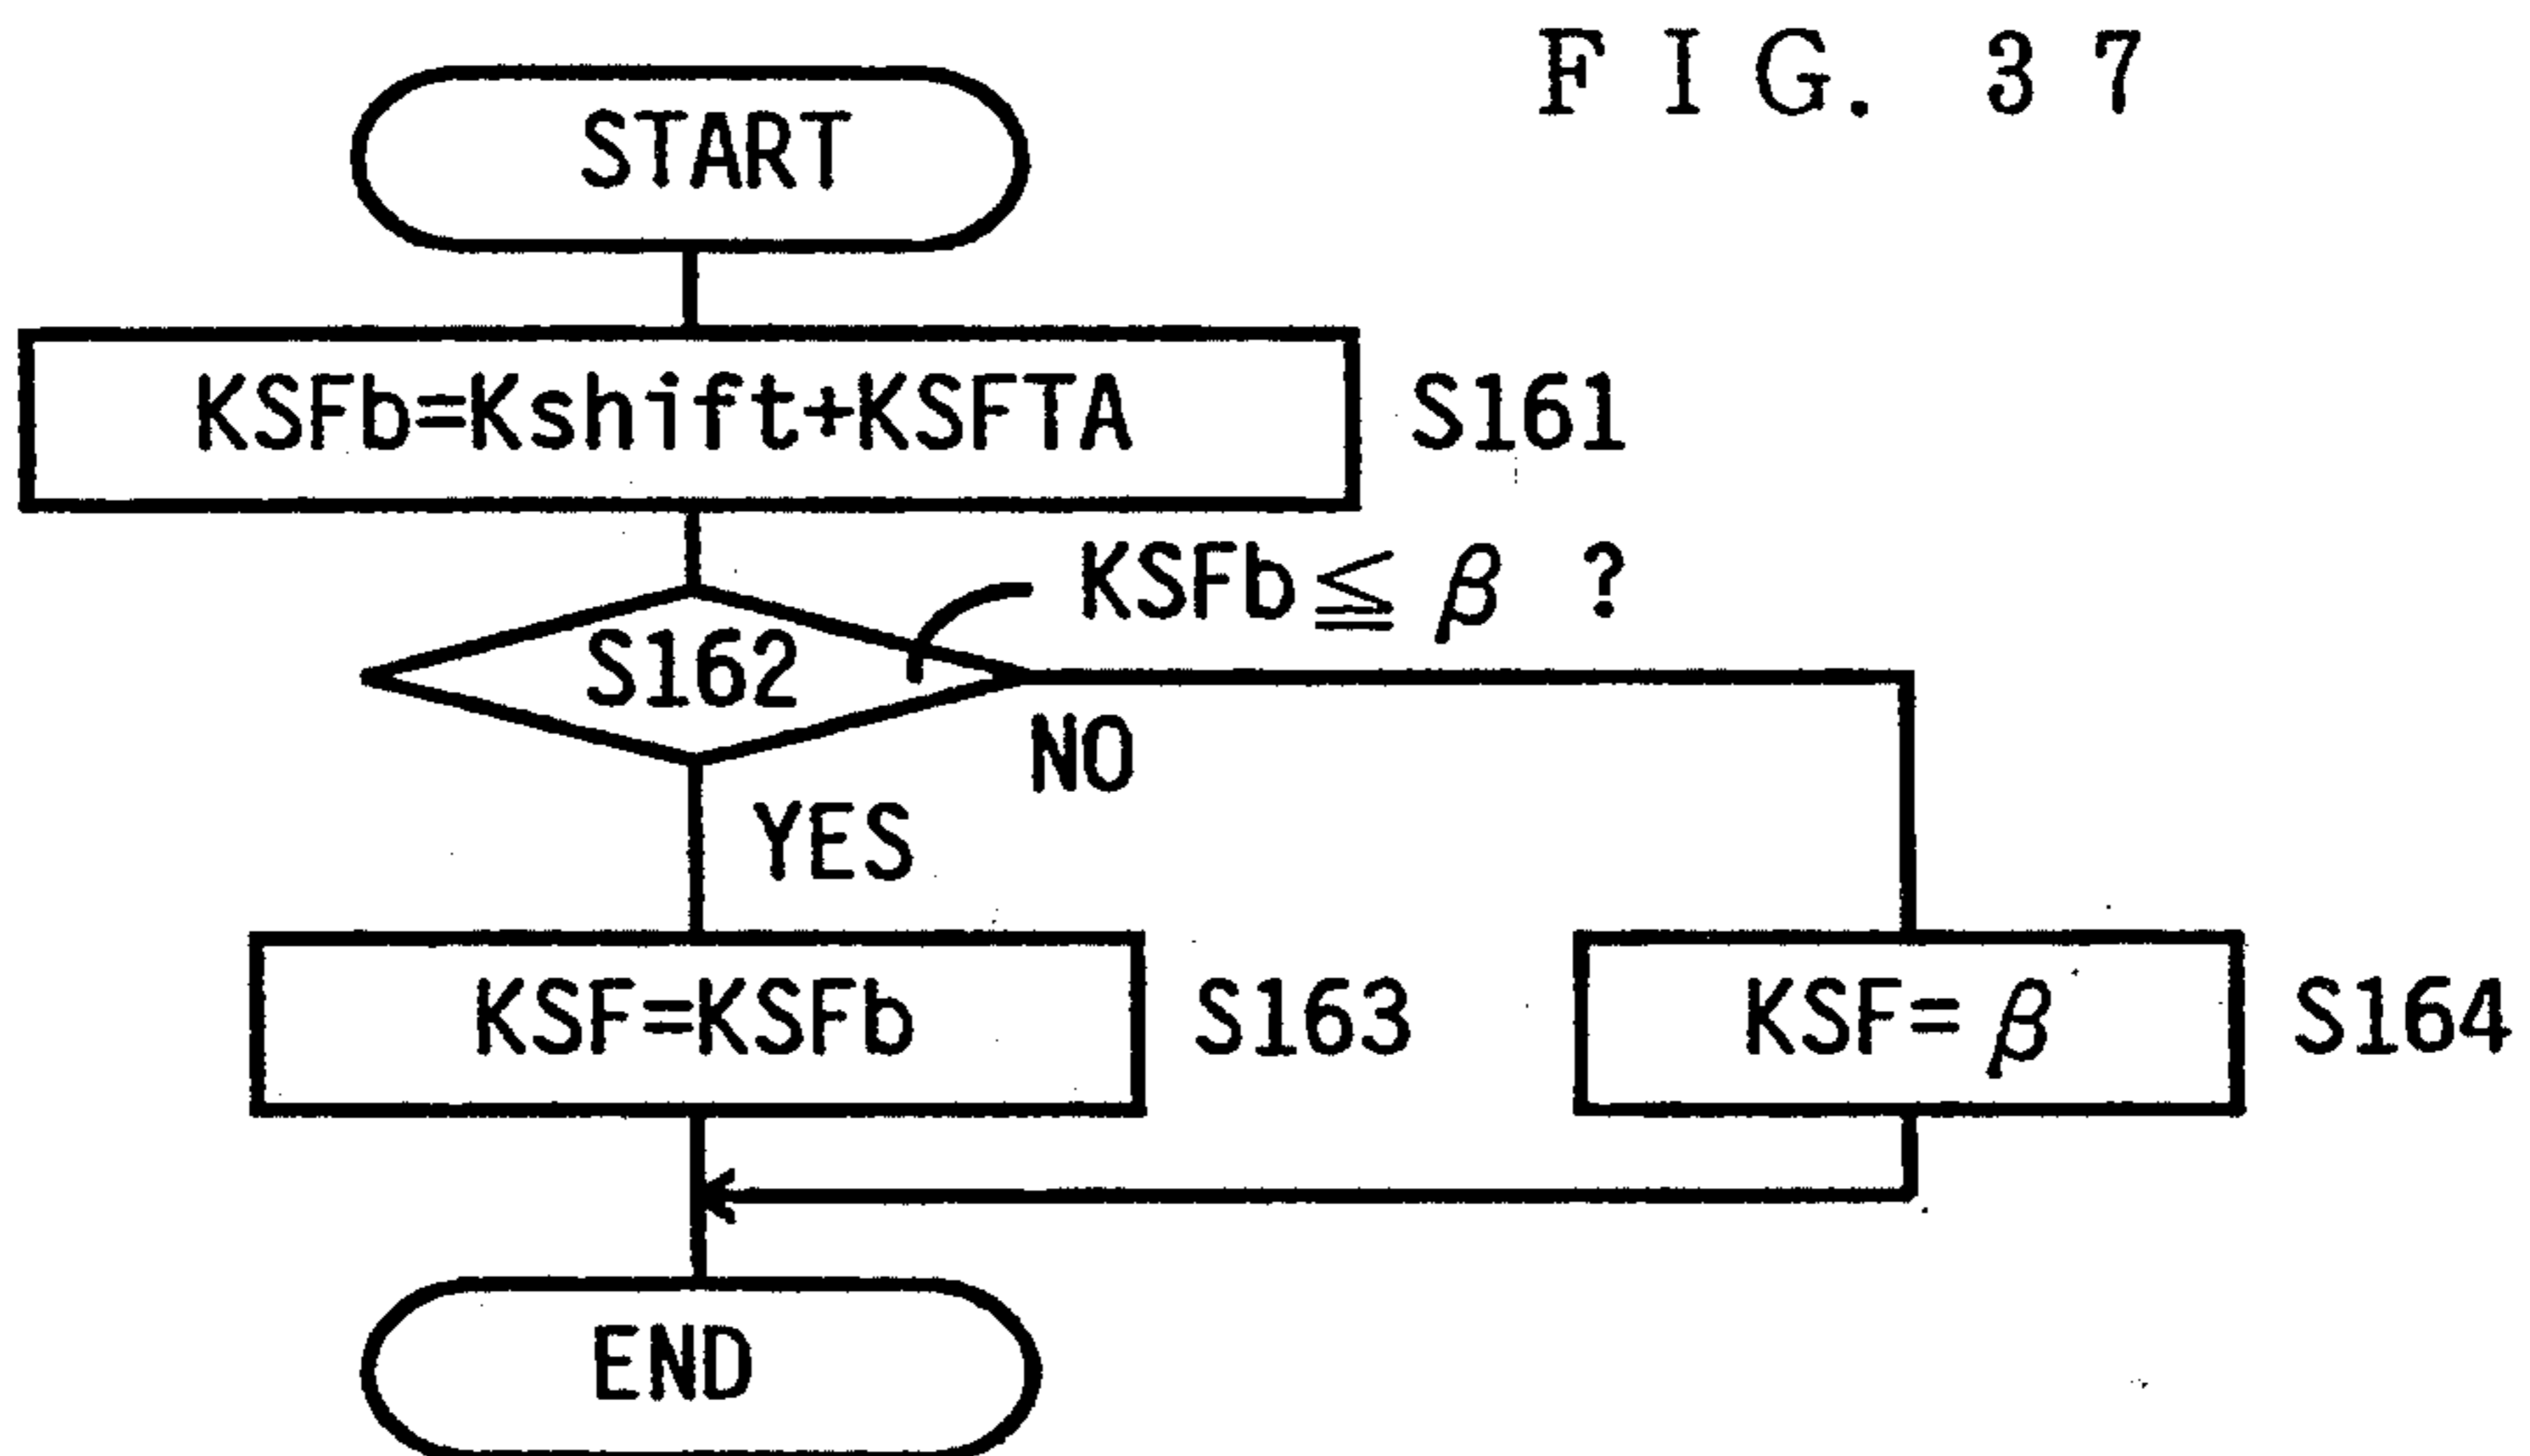 FIG. 37
START
KSFb=Kshift+KSFTA
S161
KSFb≦β ?
S162
NO
YES
KSF=KSFb
S163
KSF=β
S164
END